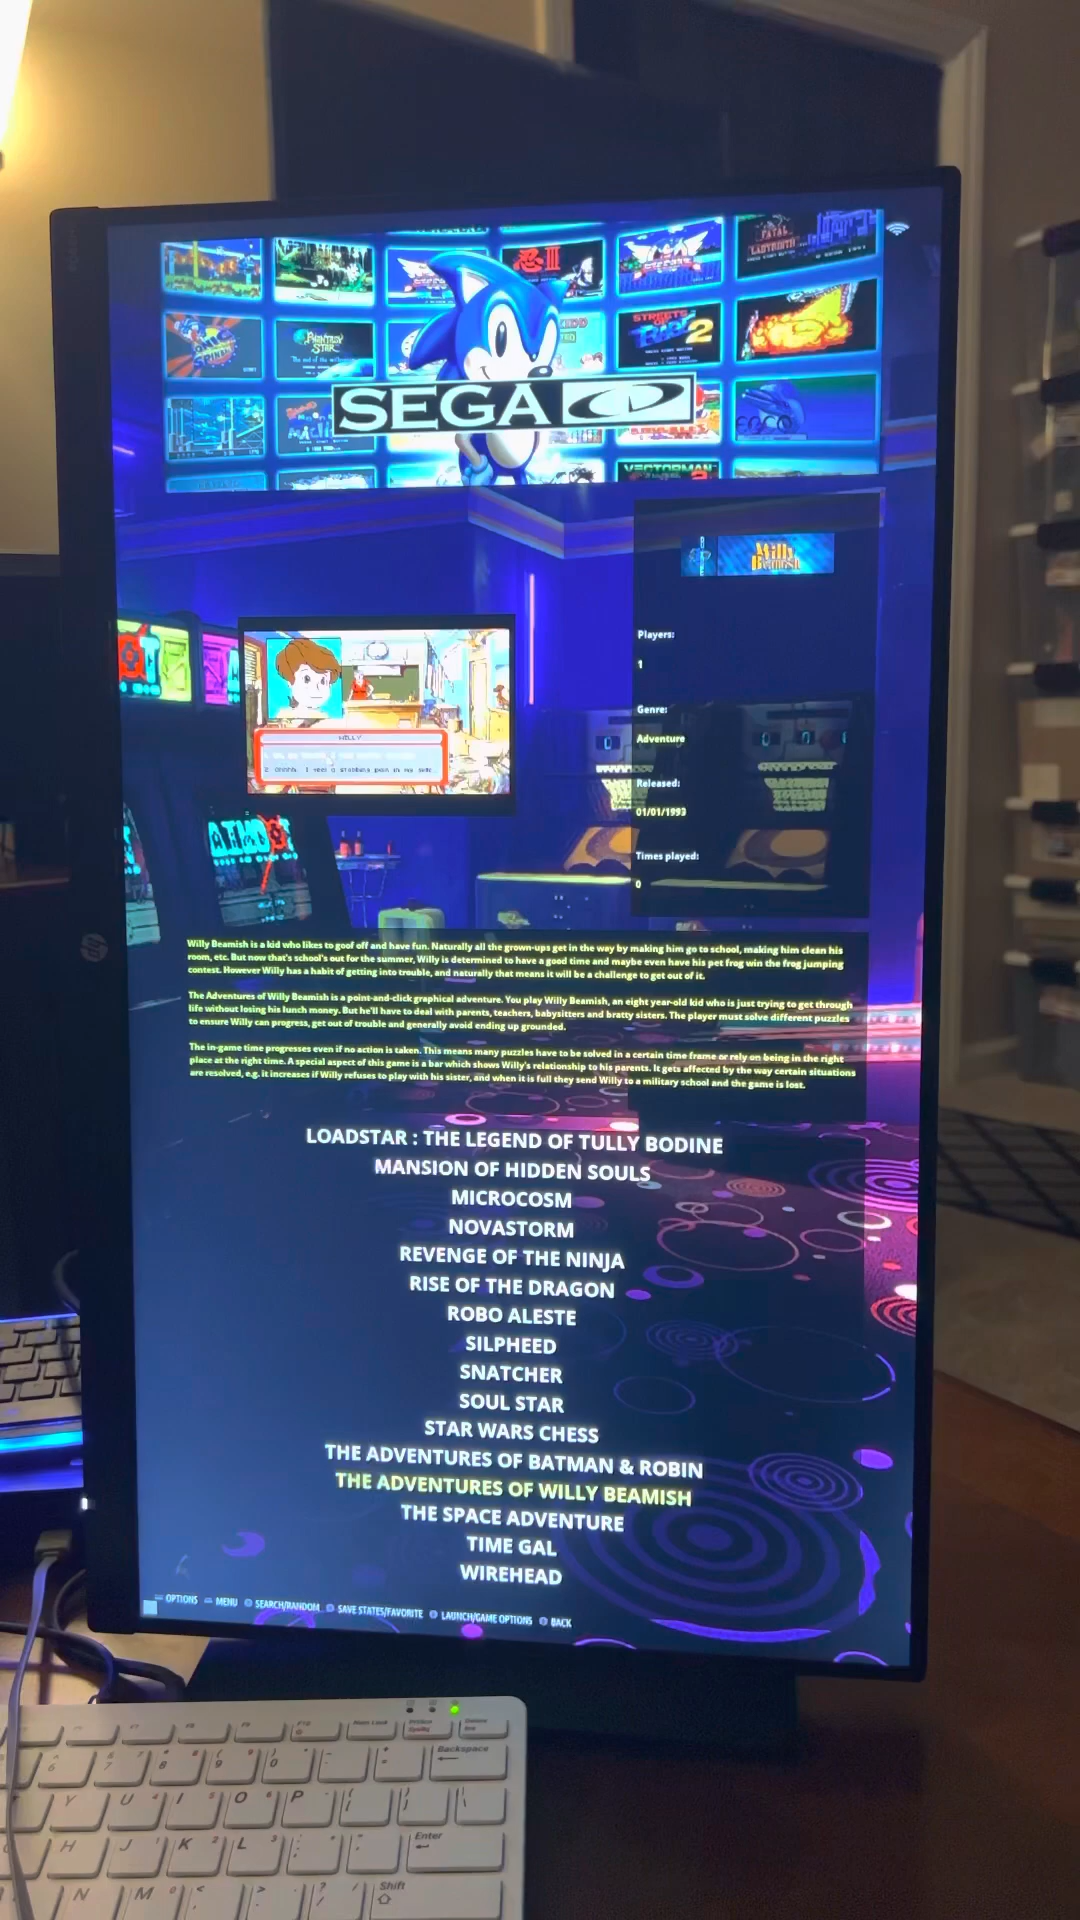 FATAL
LABYRINTH
忍III
STREETS
OF
RAGE 2
PHANTASY
STAR
SEGA CD
VECTORMAN
2
Willy
Beamish
Players:
1
WILLY
Genre:
Adventure
Released:
01/01/1993
Times played:
0
Willy Beamish is a kid who likes to goof off and have fun. Naturally all the grown-ups get in the way by making him go to school, making him clean his
room, etc. But now that's school's out for the summer, Willy is determined to have a good time and maybe even have his pet frog win the frog jumping
contest. However Willy has a habit of getting into trouble, and naturally that means it will be a challenge to get out of it.
The Adventures of Willy Beamish is a point-and-click graphical adventure. You play Willy Beamish, an eight year-old kid who is just trying to get through
life without losing his lunch money. But he'll have to deal with parents, teachers, babysitters and bratty sisters. The player must solve different puzzles
to ensure Willy can progress, get out of trouble and generally avoid ending up grounded.
The in-game time progresses even if no action is taken. This means many puzzles have to be solved in a certain time frame or rely on being in the right
place at the right time. A special aspect of this game is a bar which shows Willy's relationship to his parents. It gets affected by the way certain situations
are resolved, e.g. it increases if Willy refuses to play with his sister, and when it is full they send Willy to a military school and the game is lost.
LOADSTAR : THE LEGEND OF TULLY BODINE
MANSION OF HIDDEN SOULS
MICROCOSM
NOVASTORM
REVENGE OF THE NINJA
RISE OF THE DRAGON
ROBO ALESTE
SILPHEED
SNATCHER
SOUL STAR
STAR WARS CHESS
THE ADVENTURES OF BATMAN & ROBIN
THE ADVENTURES OF WILLY BEAMISH
THE SPACE ADVENTURE
TIME GAL
WIREHEAD
OPTIONS MENU SEARCH/RANDOM SAVE STATES/FAVORITE LAUNCH/GAME OPTIONS BACK
Backspace
Y U I O P
Enter
H J K L
Shift
N M